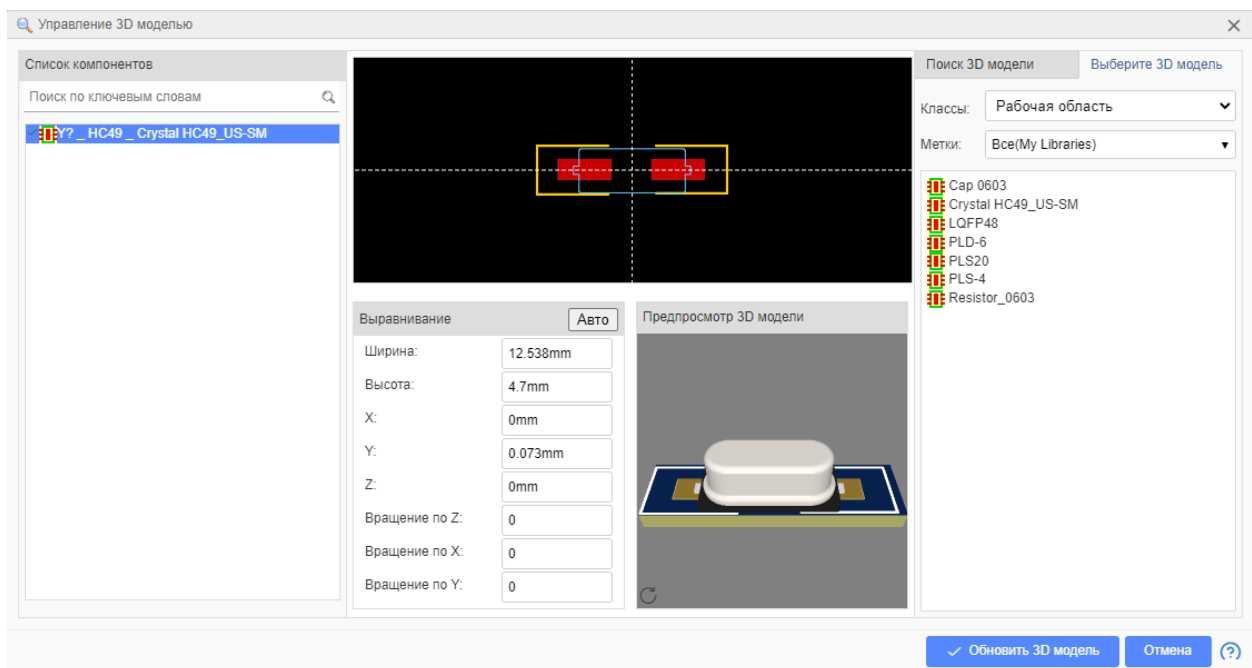 Управление 3D моделью
Список компонентов
Поиск по ключевым словам
Y? _ HC49 _ Crystal HC49_US-SM
Выравнивание
Авто
Ширина:
12.538mm
Высота:
4.7mm
X:
0mm
Y:
0.073mm
Z:
0mm
Вращение по Z:
0
Вращение по X:
0
Вращение по Y:
0
Предпросмотр 3D модели
Поиск 3D модели
Выберите 3D модель
Классы:
Рабочая область
Метки:
Все(My Libraries)
Cap 0603
Crystal HC49_US-SM
LQFP48
PLD-6
PLS20
PLS-4
Resistor_0603
Обновить 3D модель
Отмена
?